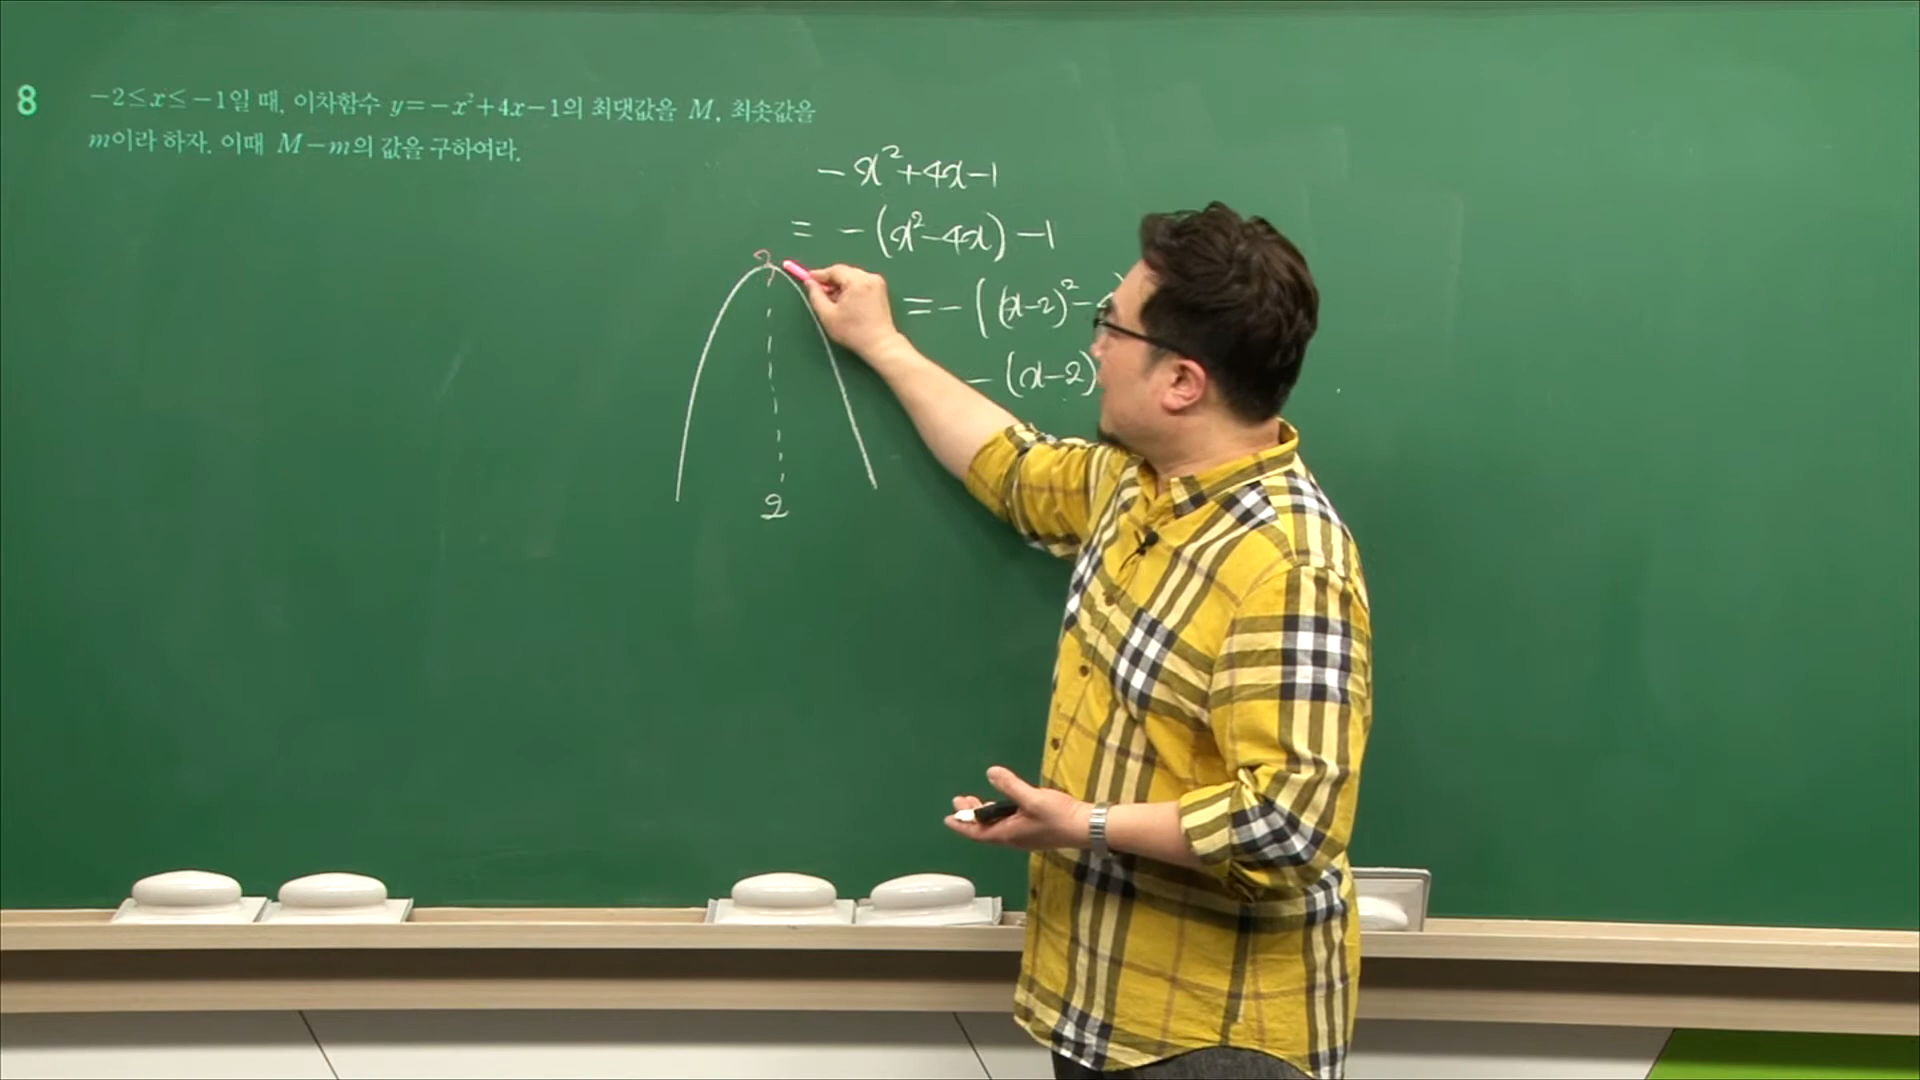 8 -2≤x≤-1일 때, 이차함수 y=-x²+4x-1의 최댓값을 M, 최솟값을
m이라 하자. 이때 M-m의 값을 구하여라.
-x²+4x-1
= -(x²-4x)-1
=-((x-2)²-4
-(x-2)
2